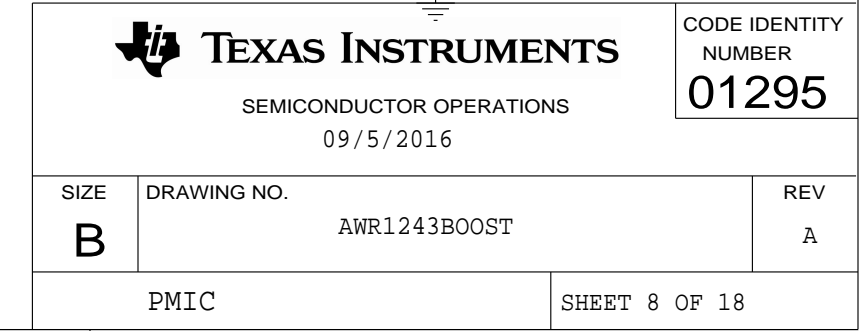 TEXAS INSTRUMENTS
CODE IDENTITY
NUMBER
01295
SEMICONDUCTOR OPERATIONS
09/5/2016
SIZE
B
DRAWING NO.
AWR1243BOOST
REV
A
PMIC
SHEET 8 OF 18